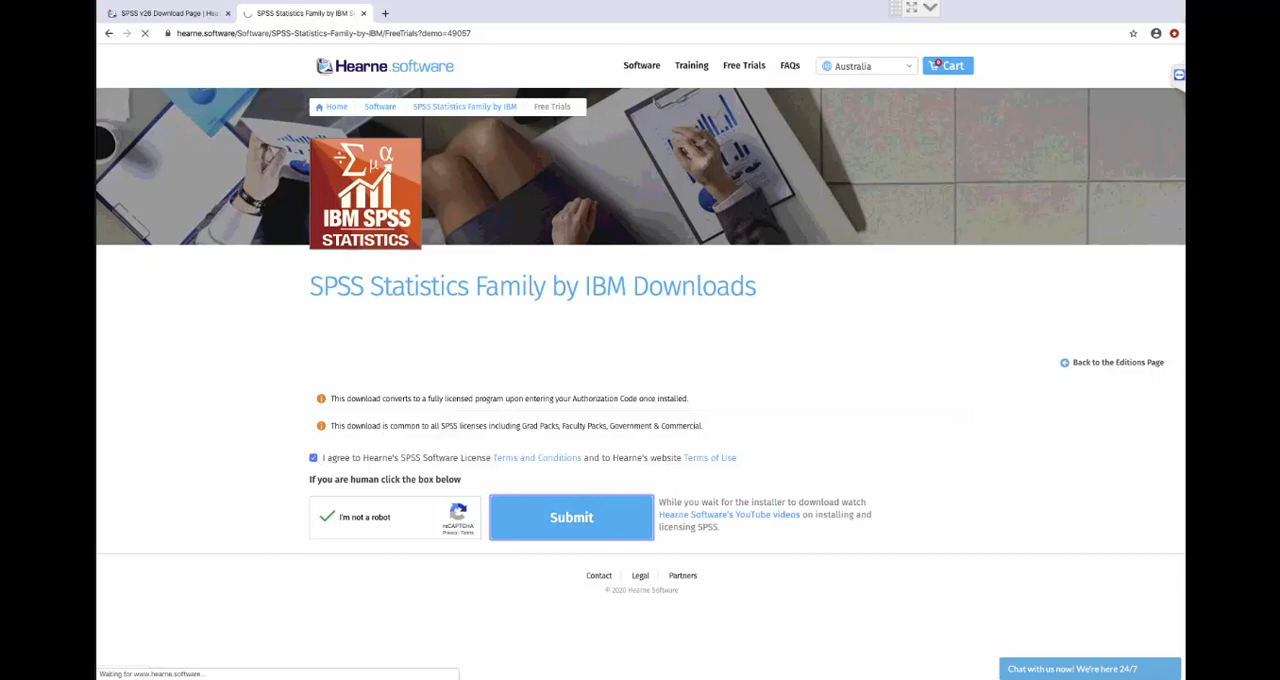 SPSS v26 Download Page | Hea
SPSS Statistics Family by IBM S
hearne.software/Software/SPSS-Statistics-Family-by-IBM/FreeTrials?demo=49057
Hearne.software
Software Training Free Trials FAQs Australia Cart
Home Software SPSS Statistics Family by IBM Free Trials
÷ Σ μ α
IBM SPSS
STATISTICS
SPSS Statistics Family by IBM Downloads
Back to the Editions Page
This download converts to a fully licensed program upon entering your Authorization Code once installed.
This download is common to all SPSS licenses including Grad Packs, Faculty Packs, Government & Commercial.
I agree to Hearne's SPSS Software License Terms and Conditions and to Hearne's website Terms of Use
If you are human click the box below
I'm not a robot
reCAPTCHA
Privacy - Terms
Submit
While you wait for the installer to download watch
Hearne Software's YouTube videos on installing and
licensing SPSS.
Contact Legal Partners
© 2020 Hearne Software
Waiting for www.hearne.software...
Chat with us now! We're here 24/7